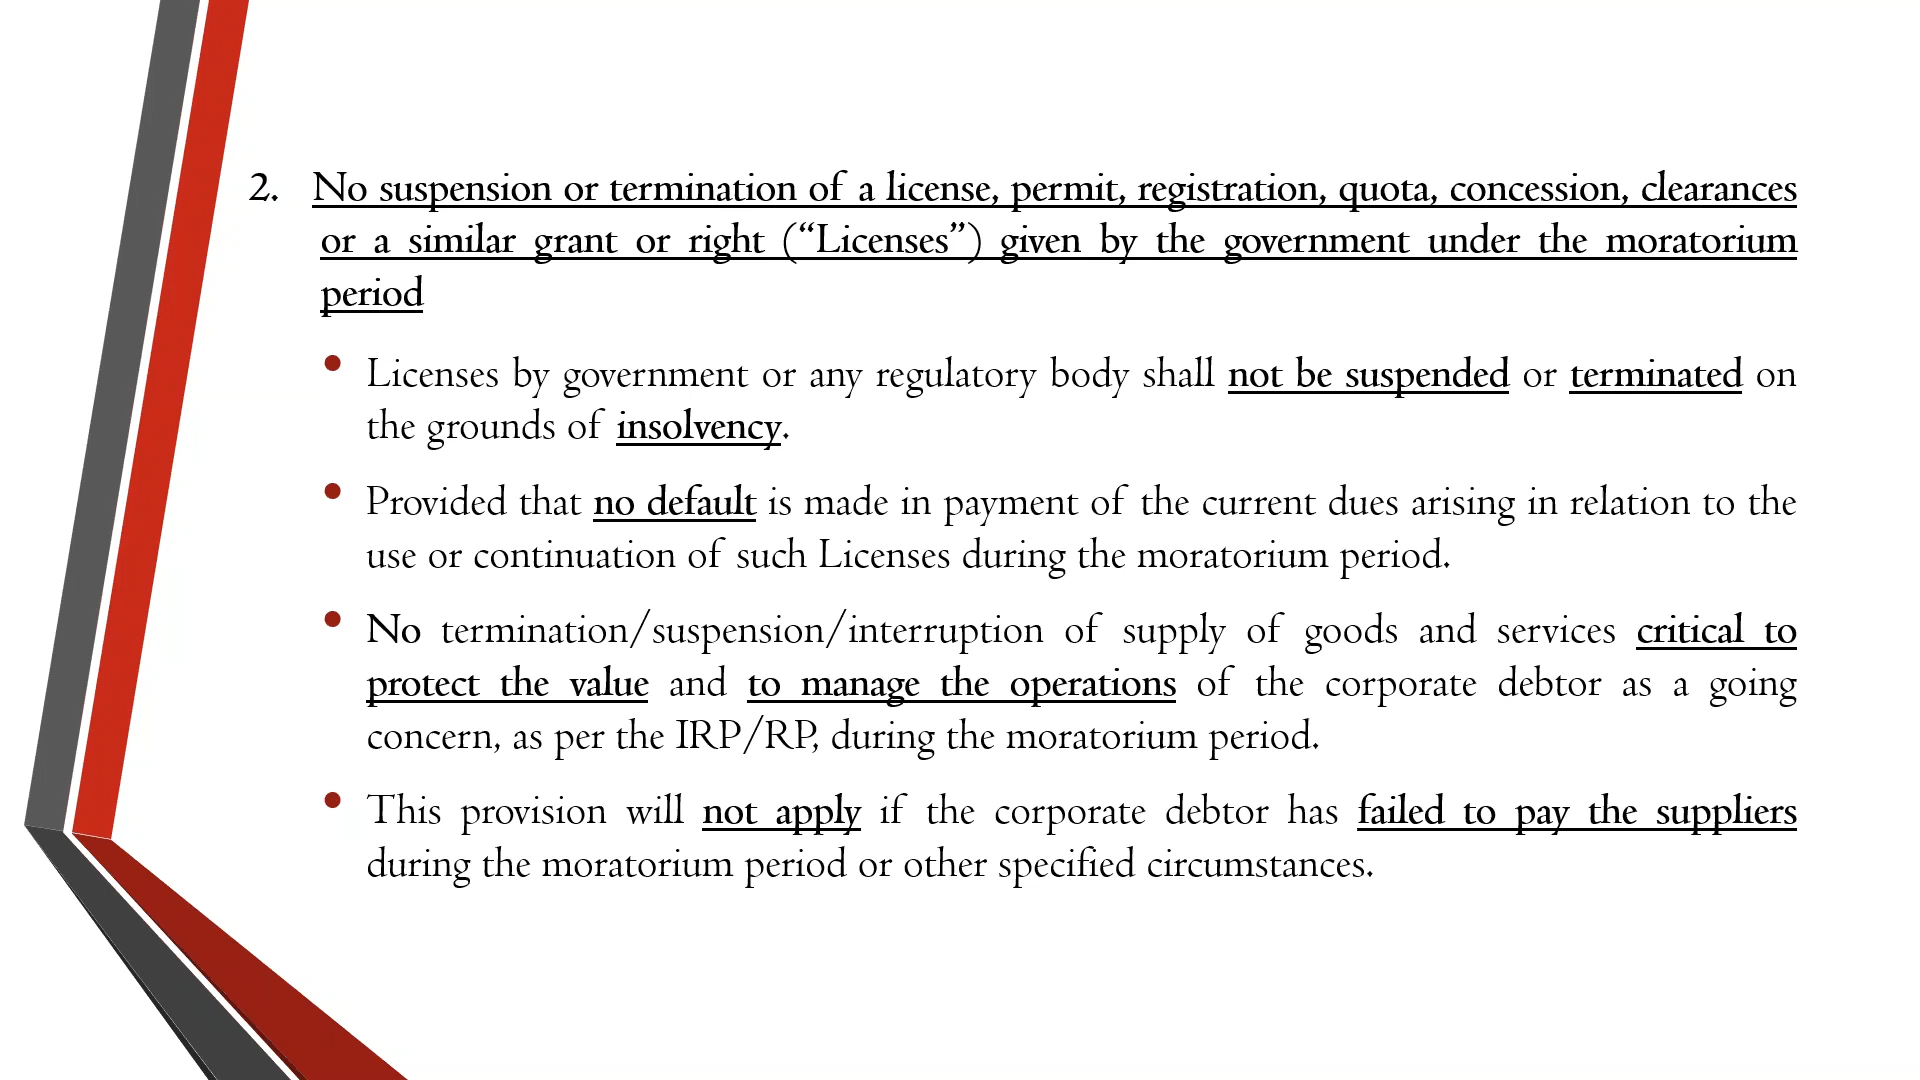 2. No suspension or termination of a license, permit, registration, quota, concession, clearances
or a similar grant or right (“Licenses”) given by the government under the moratorium
period
• Licenses by government or any regulatory body shall not be suspended or terminated on
the grounds of insolvency.
• Provided that no default is made in payment of the current dues arising in relation to the
use or continuation of such Licenses during the moratorium period.
• No termination/suspension/interruption of supply of goods and services critical to
protect the value and to manage the operations of the corporate debtor as a going
concern, as per the IRP/RP, during the moratorium period.
• This provision will not apply if the corporate debtor has failed to pay the suppliers
during the moratorium period or other specified circumstances.